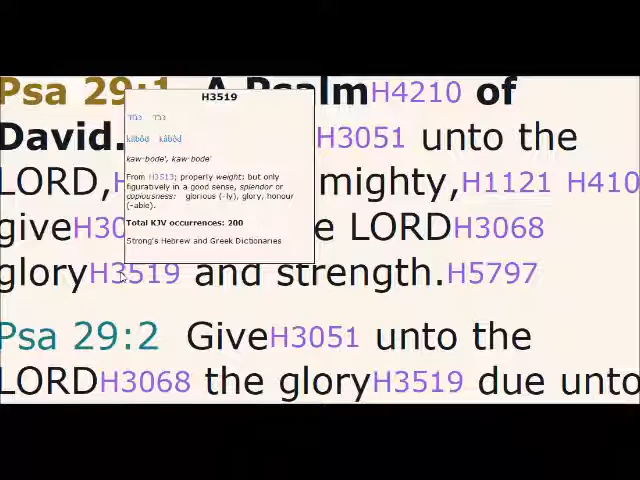 Psa 29:1 A Psalm H4210 of
David. H3051 unto the
LORD, mighty, H1121 H410
give H30 e LORD H3068
glory H3519 and strength. H5797
Psa 29:2 Give H3051 unto the
LORD H3068 the glory H3519 due unto
H3519
kâbôd kâbôd
kaw-bode', kaw-bode'
From H3513; properly weight; but only
figuratively in a good sense, splendor or
copiousness: glorious (-ly), glory, honour
(-able).
Total KJV occurrences: 200
Strong's Hebrew and Greek Dictionaries